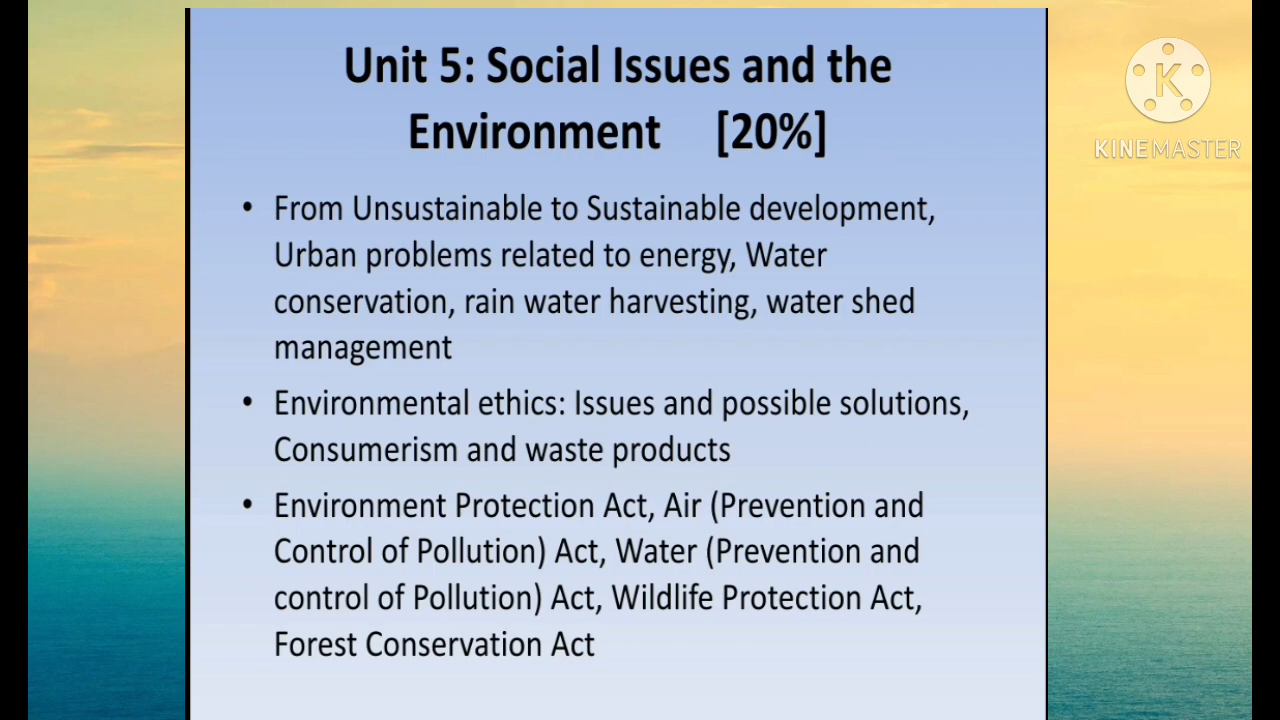 Unit 5: Social Issues and the
Environment [20%]
• From Unsustainable to Sustainable development,
Urban problems related to energy, Water
conservation, rain water harvesting, water shed
management
• Environmental ethics: Issues and possible solutions,
Consumerism and waste products
• Environment Protection Act, Air (Prevention and
Control of Pollution) Act, Water (Prevention and
control of Pollution) Act, Wildlife Protection Act,
Forest Conservation Act
K
KINEMASTER